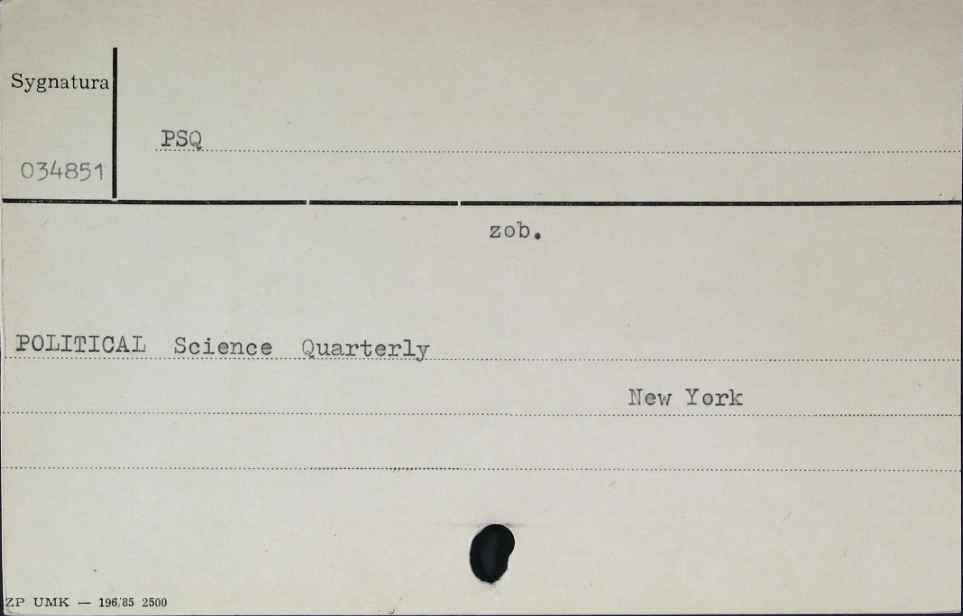 Sygnatura
PSQ
034851
zob.
POLITICAL Science Quarterly
New York
ZP UMK — 196/85 2500